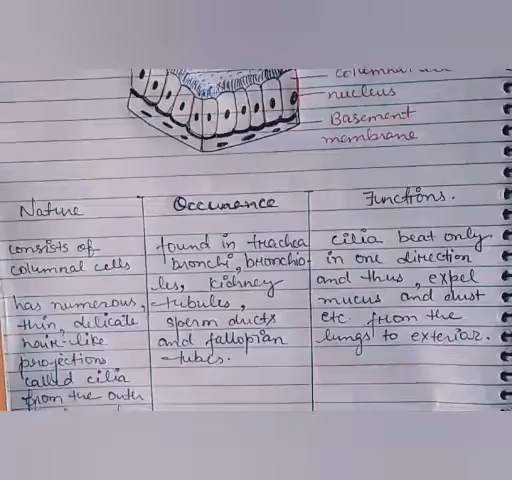 nucleus
Basement
membrane
Nature
consists of
columnal cells
has numerous,
thin, delicate
hair-like
projections
called cilia
from the outer
Occurance
found in trachea
bronchi, bronchio-
les, kidney
tubules,
sperm ducts
and fallopian
tubes.
Functions.
cilia beat only
in one direction
and thus, expel
mucus and dust
etc from the
lungs to exterior.